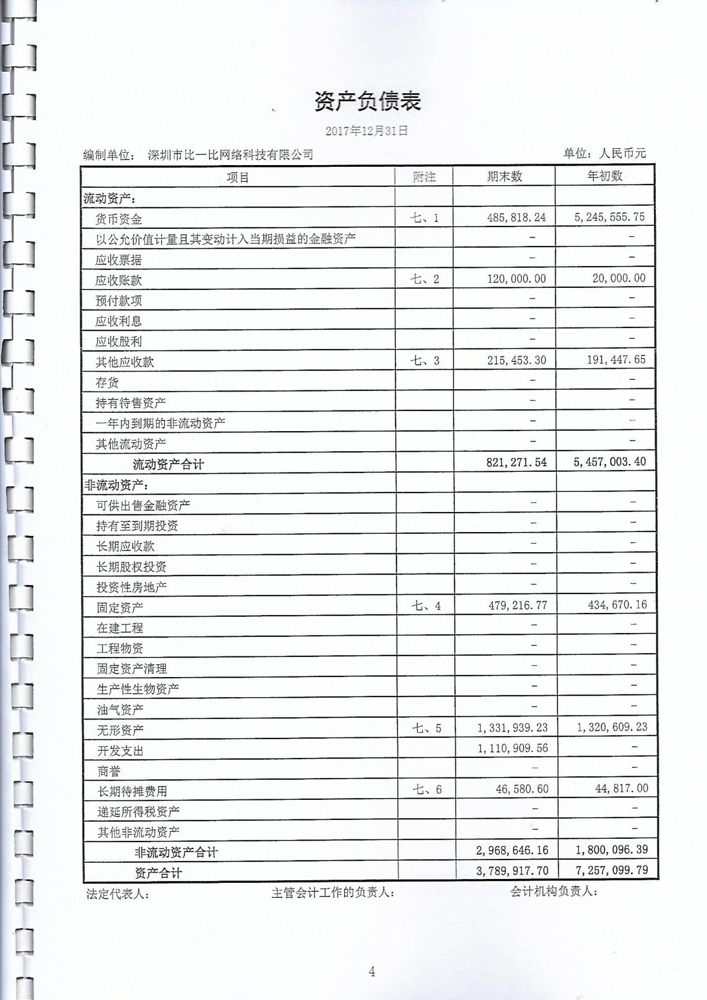 资产负债表
2017年12月31日
编制单位： 深圳市比一比网络科技有限公司 单位：人民币元
项目 附注 期末数 年初数
流动资产：
货币资金 七、1 485,818.24 5,245,555.75
以公允价值计量且其变动计入当期损益的金融资产 - -
应收票据 - -
应收账款 七、2 120,000.00 20,000.00
预付款项 - -
应收利息 - -
应收股利 - -
其他应收款 七、3 215,453.30 191,447.65
存货 - -
持有待售资产 - -
一年内到期的非流动资产 - -
其他流动资产 - -
流动资产合计 821,271.54 5,457,003.40
非流动资产：
可供出售金融资产 - -
持有至到期投资 - -
长期应收款 - -
长期股权投资 - -
投资性房地产 - -
固定资产 七、4 479,216.77 434,670.16
在建工程 - -
工程物资 - -
固定资产清理 - -
生产性生物资产 - -
油气资产 - -
无形资产 七、5 1,331,939.23 1,320,609.23
开发支出 1,110,909.56 -
商誉 - -
长期待摊费用 七、6 46,580.60 44,817.00
递延所得税资产 - -
其他非流动资产 - -
非流动资产合计 2,968,646.16 1,800,096.39
资产合计 3,789,917.70 7,257,099.79
法定代表人： 主管会计工作的负责人： 会计机构负责人：
4